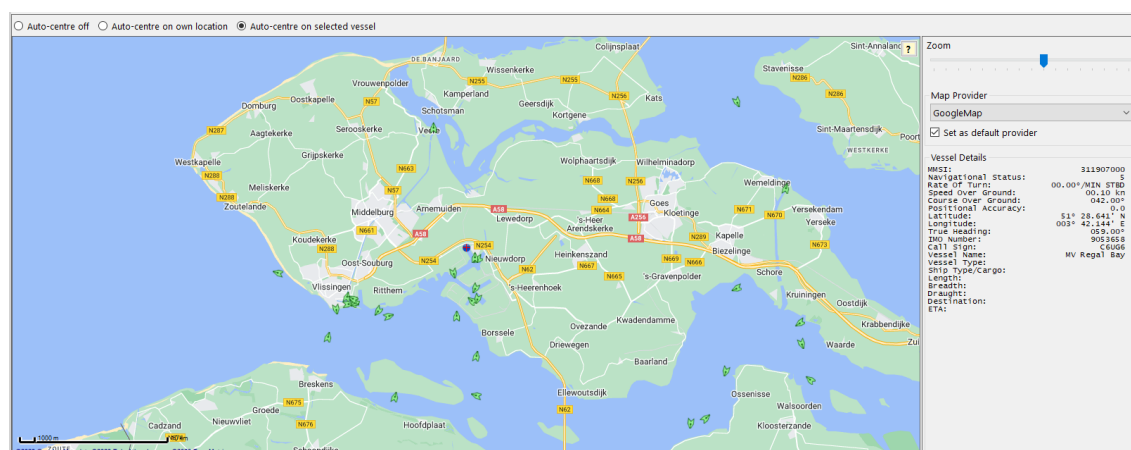 Auto-centre off Auto-centre on own location Auto-centre on selected vessel
Colijnsplaat
Sint-Annaland
?
DE BANJAARD
Wissenkerke
Stavenisse
N255
N255
N286
Vrouwenpolder
Kamperland
N286
Domburg
Oostkapelle
N57
Schotsman
Geersdijk
N256
Kats
Kortgene
N287
Aagtekerke
Serooskerke
Veere
Sint-Maartensdijk
Poort
Westkapelle
Grijpskerke
N663
Wolphaartsdijk
Wilhelminadorp
WESTKERKE
N288
N660
N256
Wemeldinge
Meliskerke
N57
N668
Goes
N288
Zoutelande
Middelburg
Arnemuiden
A58
Lewedorp
's-Heer
Arendskerke
N664
A256
Kloetinge
N671
N670
Yersekendam
Yerseke
N661
A58
A58
N289
Kapelle
Koudekerke
N288
N254
Nieuwdorp
Heinkenszand
Biezelinge
N673
Oost-Souburg
N254
N62
N667
N669
N666
N665
's-Gravenpolder
Schore
Vlissingen
Ritthem
's-Heerenhoek
Kruiningen
Oostdijk
Kwadendamme
Borssele
Ovezande
Krabbendijke
Driewegen
Waarde
Zui
Baarland
Breskens
Ellewoutsdijk
Ossenisse
N675
Groede
N62
Walsoorden
Cadzand
Nieuwvliet
N676
Hoofdplaat
Kloosterzande
1000 m
Schoondijke
Zoom
Map Provider
GoogleMap
Set as default provider
Vessel Details
MMSI: 311907000
Navigational Status: 5
Rate Of Turn: 00.00°/MIN STBD
Speed Over Ground: 00.10 kn
Course Over Ground: 042.00°
Positional Accuracy: 0.0
Latitude: 51° 28.641' N
Longitude: 003° 42.144' E
True Heading: 059.00°
IMO Number: 9053658
Call Sign: C6UG6
Vessel Name: MV Regal Bay
Vessel Type:
Ship Type/Cargo:
Length:
Breadth:
Draught:
Destination:
ETA: